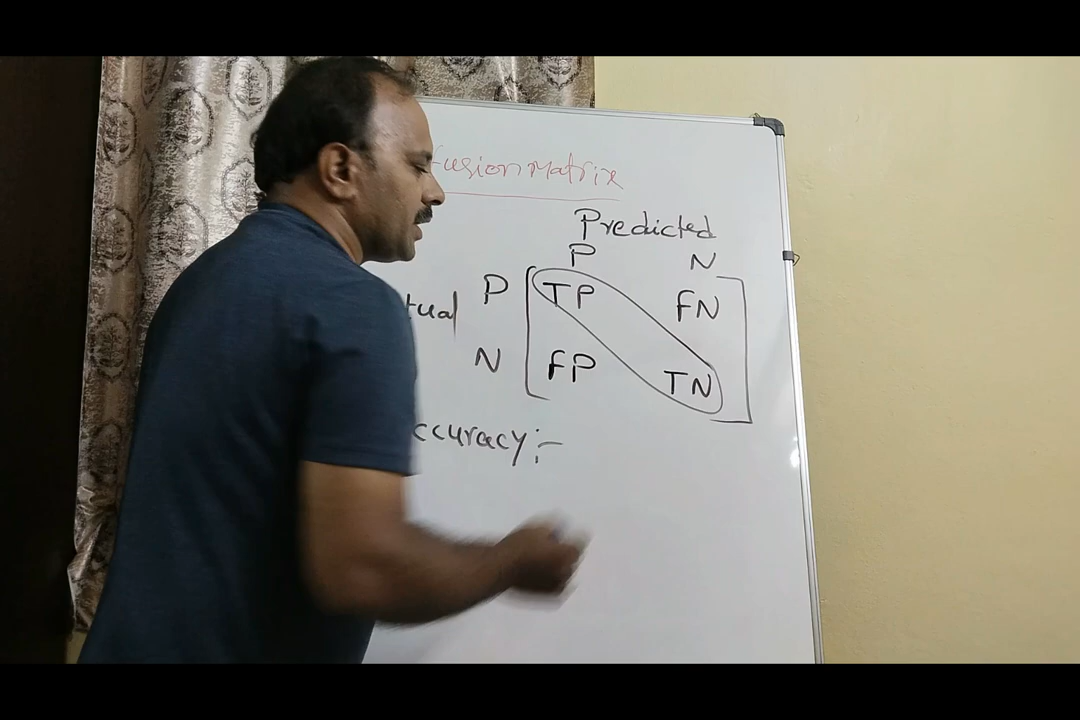 fusion Matrix
Predicted
P N
tual P TP FN
N FP TN
ccuracy :-